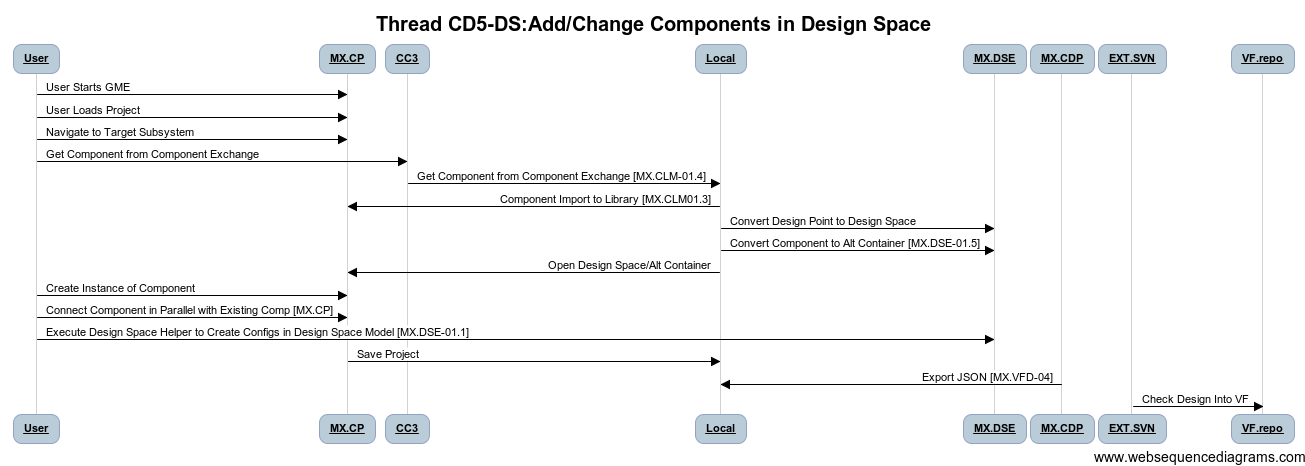 Thread CD5-DS:Add/Change Components in Design Space
User MX.CP CC3 Local MX.DSE MX.CDP EXT.SVN VF.repo
User Starts GME
User Loads Project
Navigate to Target Subsystem
Get Component from Component Exchange
Get Component from Component Exchange [MX.CLM-01.4]
Component Import to Library [MX.CLM01.3]
Convert Design Point to Design Space
Convert Component to Alt Container [MX.DSE-01.5]
Open Design Space/Alt Container
Create Instance of Component
Connect Component in Parallel with Existing Comp [MX.CP]
Execute Design Space Helper to Create Configs in Design Space Model [MX.DSE-01.1]
Save Project
Export JSON [MX.VFD-04]
Check Design Into VF
User MX.CP CC3 Local MX.DSE MX.CDP EXT.SVN VF.repo
www.websequencediagrams.com